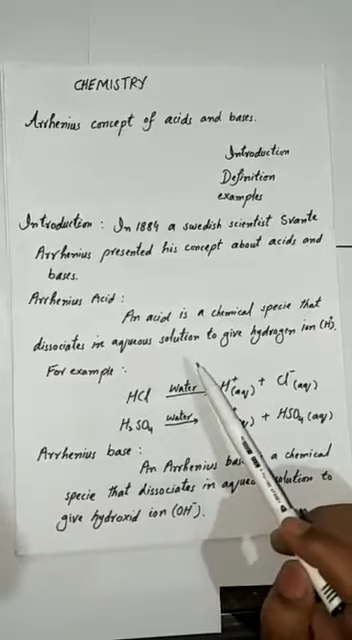 CHEMISTRY
Arrhenius concept of acids and bases.
Introduction
Definition
examples
Introduction : In 1884 a swedish scientist Svante
Arrhenius presented his concept about acids and
bases.
Arrhenius Acid :
An acid is a chemical specie that
dissociates in aqueous solution to give hydrogen ion (H⁺).
For example :
HCl water → H⁺(aq) + Cl⁻(aq)
H₂SO₄ water → q) + HSO₄(aq)
Arrhenius base :
An Arrhenius bas a chemical
specie that dissociates in aqueo solution to
give hydroxid ion (OH⁻).